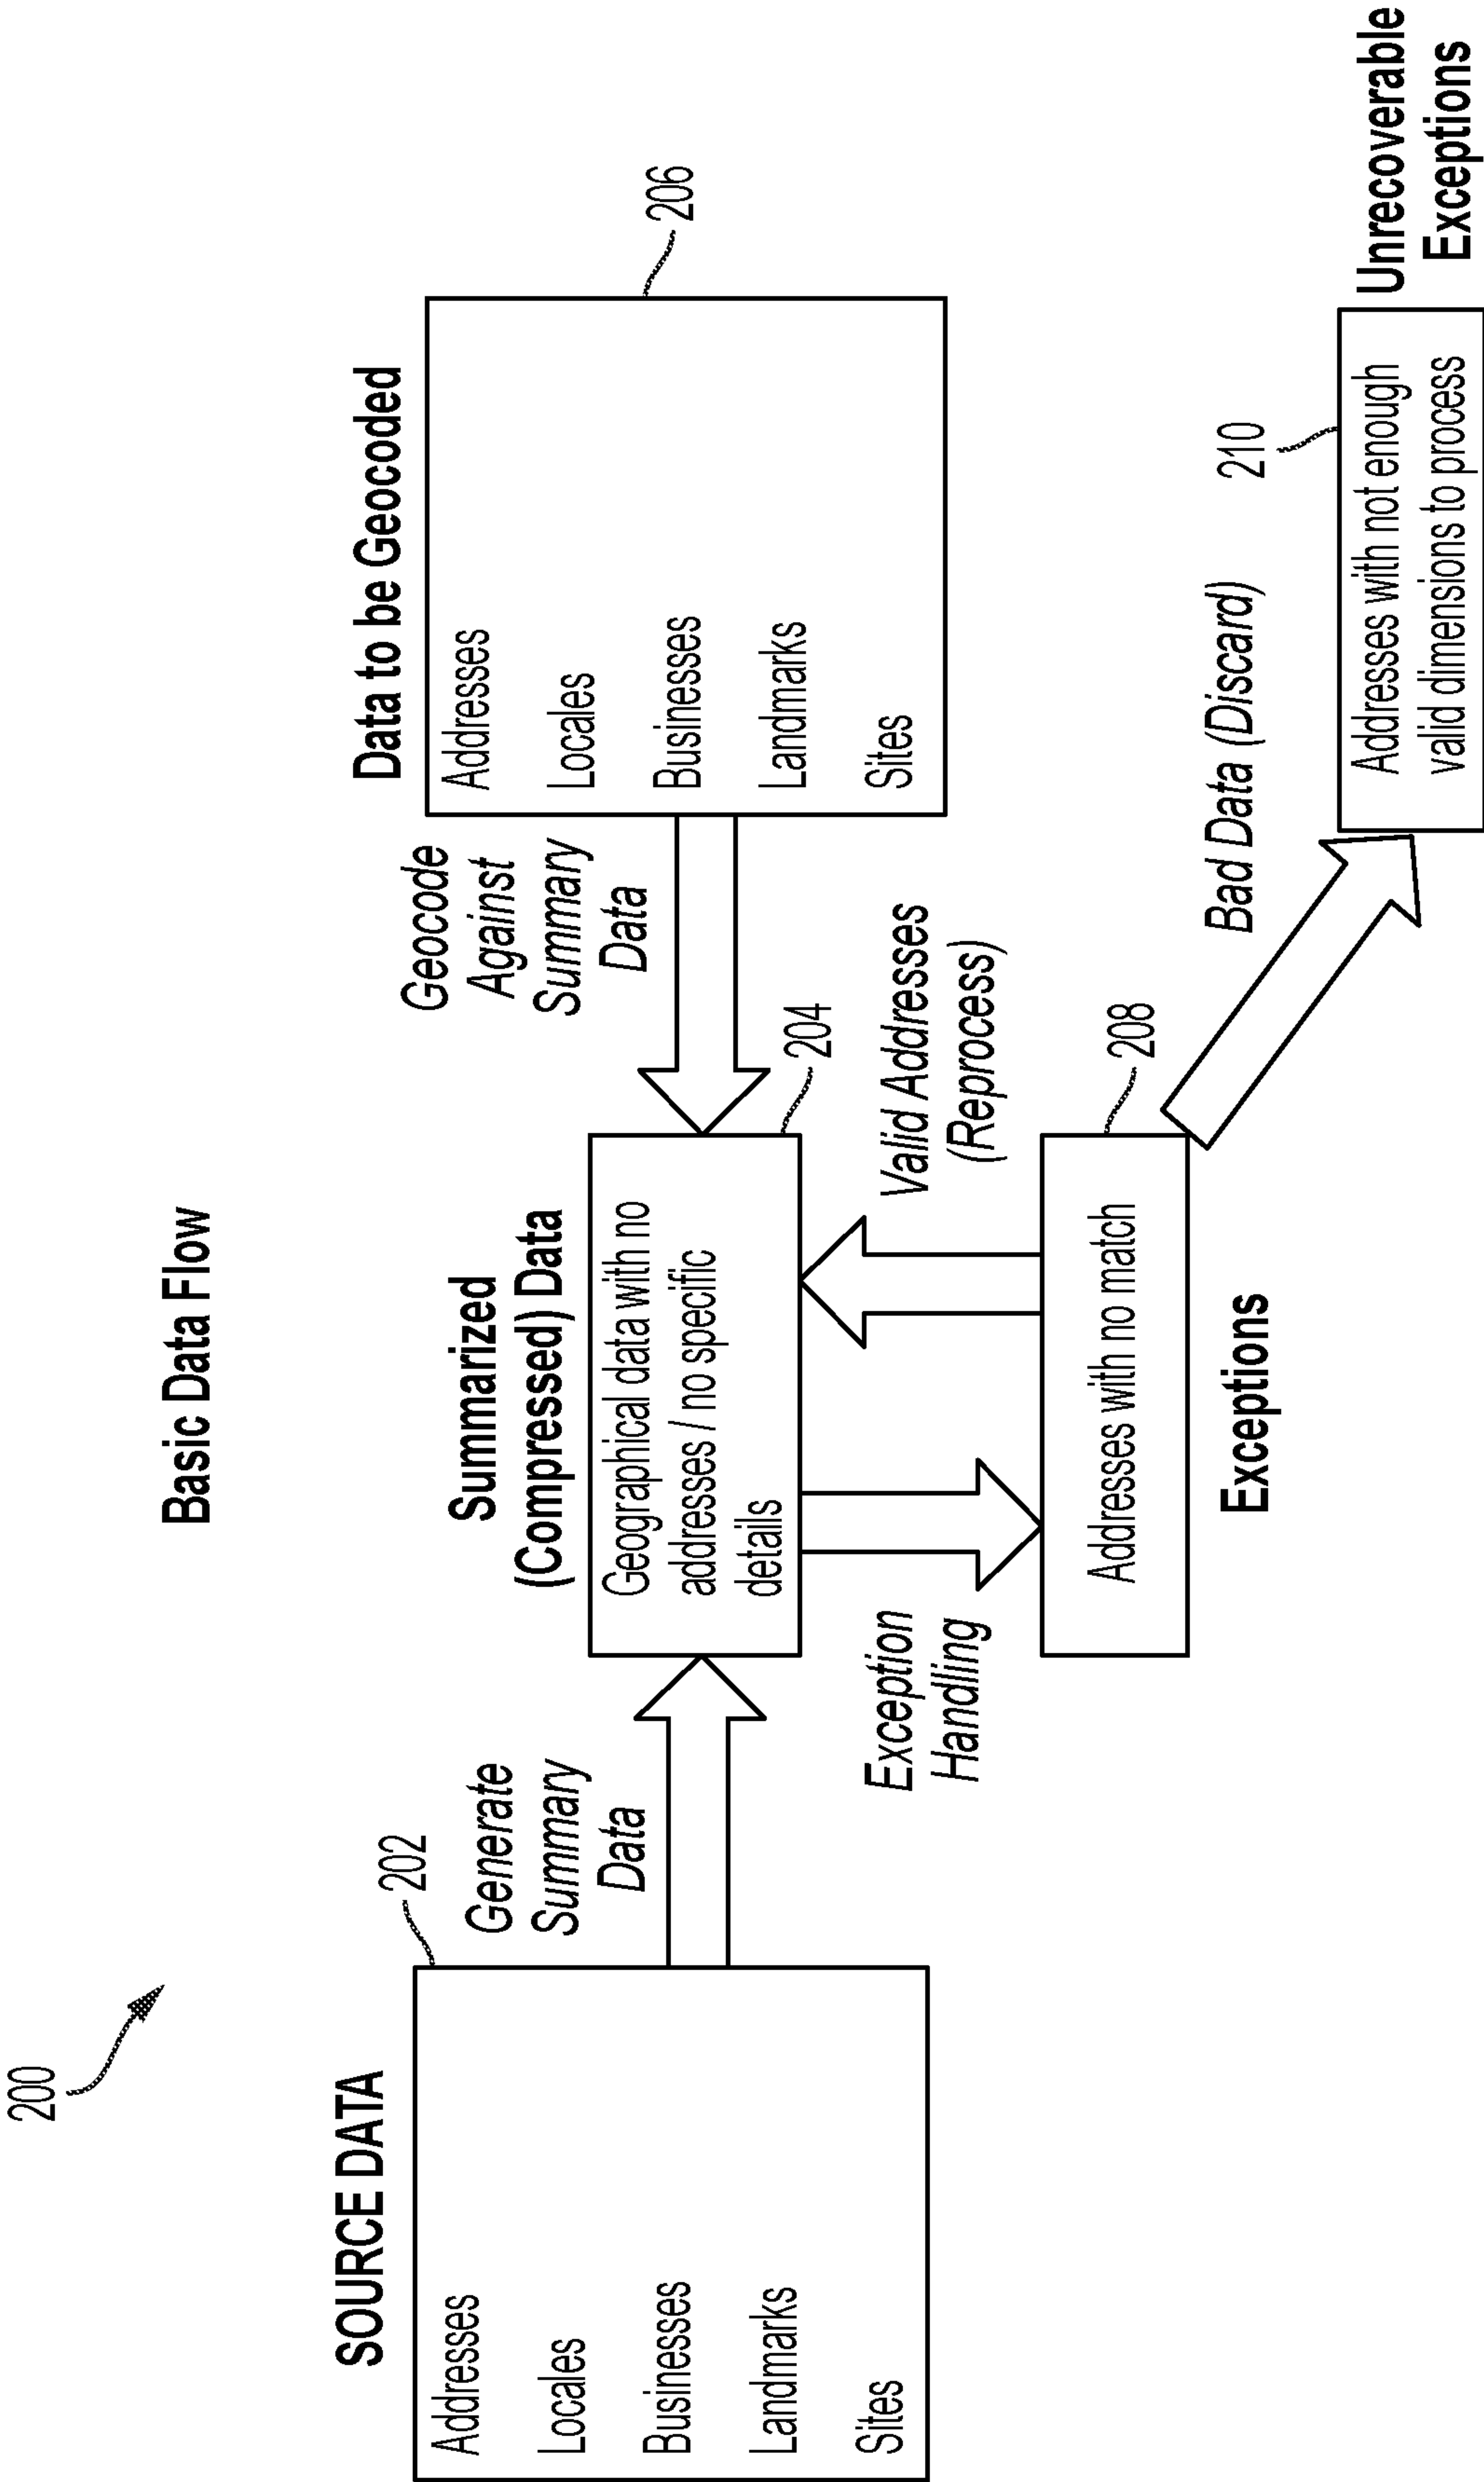 200
Basic Data Flow
SOURCE DATA
202
Addresses
Locales
Businesses
Landmarks
Sites
Generate
Summary
Data
Summarized
(Compressed) Data
Geographical data with no
addresses / no specific
details
204
Geocode
Against
Summary
Data
Data to be Geocoded
Addresses
Locales
Businesses
Landmarks
Sites
206
Exception
Handling
Valid Addresses
(Reprocess)
Addresses with no match
208
Exceptions
Bad Data (Discard)
210
Addresses with not enough
valid dimensions to process
Unrecoverable
Exceptions